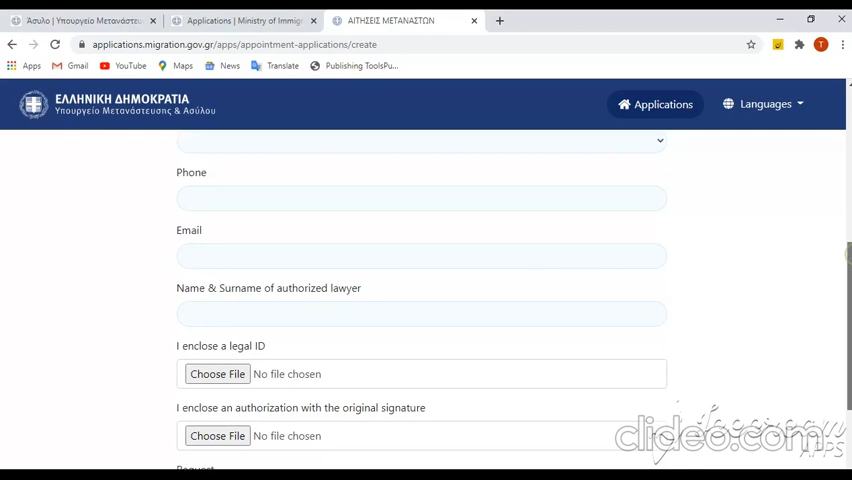 Άσυλο | Υπουργείο Μετανάστευ
Applications | Ministry of Immig
ΑΙΤΗΣΕΙΣ ΜΕΤΑΝΑΣΤΩΝ
applications.migration.gov.gr/apps/appointment-applications/create
T
Apps Gmail YouTube Maps News Translate Publishing ToolsPu...
ΕΛΛΗΝΙΚΗ ΔΗΜΟΚΡΑΤΙΑ
Υπουργείο Μετανάστευσης & Ασύλου
Applications
Languages
Phone
Email
Name & Surname of authorized lawyer
I enclose a legal ID
Choose File No file chosen
I enclose an authorization with the original signature
Choose File No file chosen
Request
clideo.com
APPS